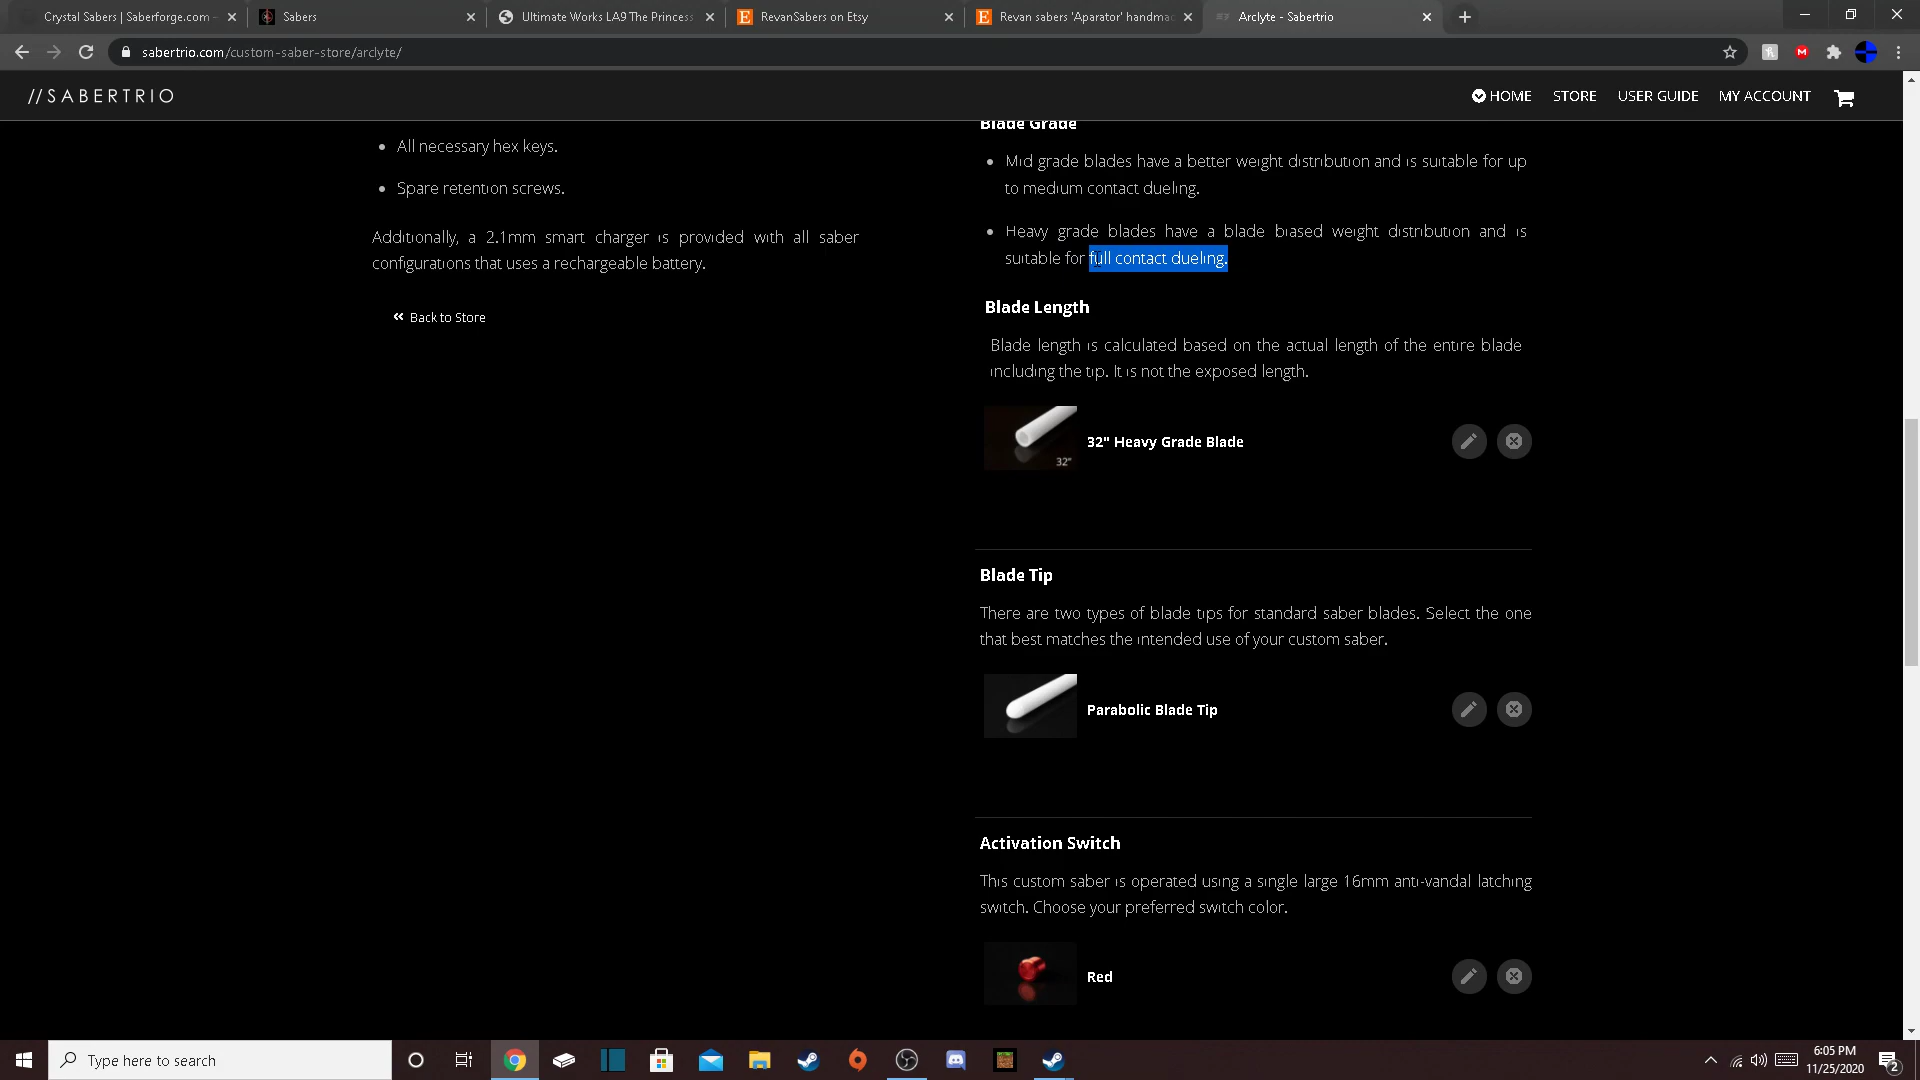 Crystal Sabers | Saberforge.com -
Sabers
Ultimate Works LA9 The Princess
RevanSabers on Etsy
Revan sabers 'Aparator' handmad
Arclyte - Sabertrio
sabertrio.com/custom-saber-store/arclyte/
//SABERTRIO
HOME
STORE
USER GUIDE
MY ACCOUNT
All necessary hex keys.
Spare retention screws.
Additionally, a 2.1mm smart charger is provided with all saber
configurations that uses a rechargeable battery.
Back to Store
Blade Grade
Mid grade blades have a better weight distribution and is suitable for up
to medium contact dueling.
Heavy grade blades have a blade biased weight distribution and is
suitable for full contact dueling.
Blade Length
Blade length is calculated based on the actual length of the entire blade
including the tip. It is not the exposed length.
32"
32" Heavy Grade Blade
Blade Tip
There are two types of blade tips for standard saber blades. Select the one
that best matches the intended use of your custom saber.
Parabolic Blade Tip
Activation Switch
This custom saber is operated using a single large 16mm anti-vandal latching
switch. Choose your preferred switch color.
Red
Type here to search
6:05 PM
11/25/2020
2